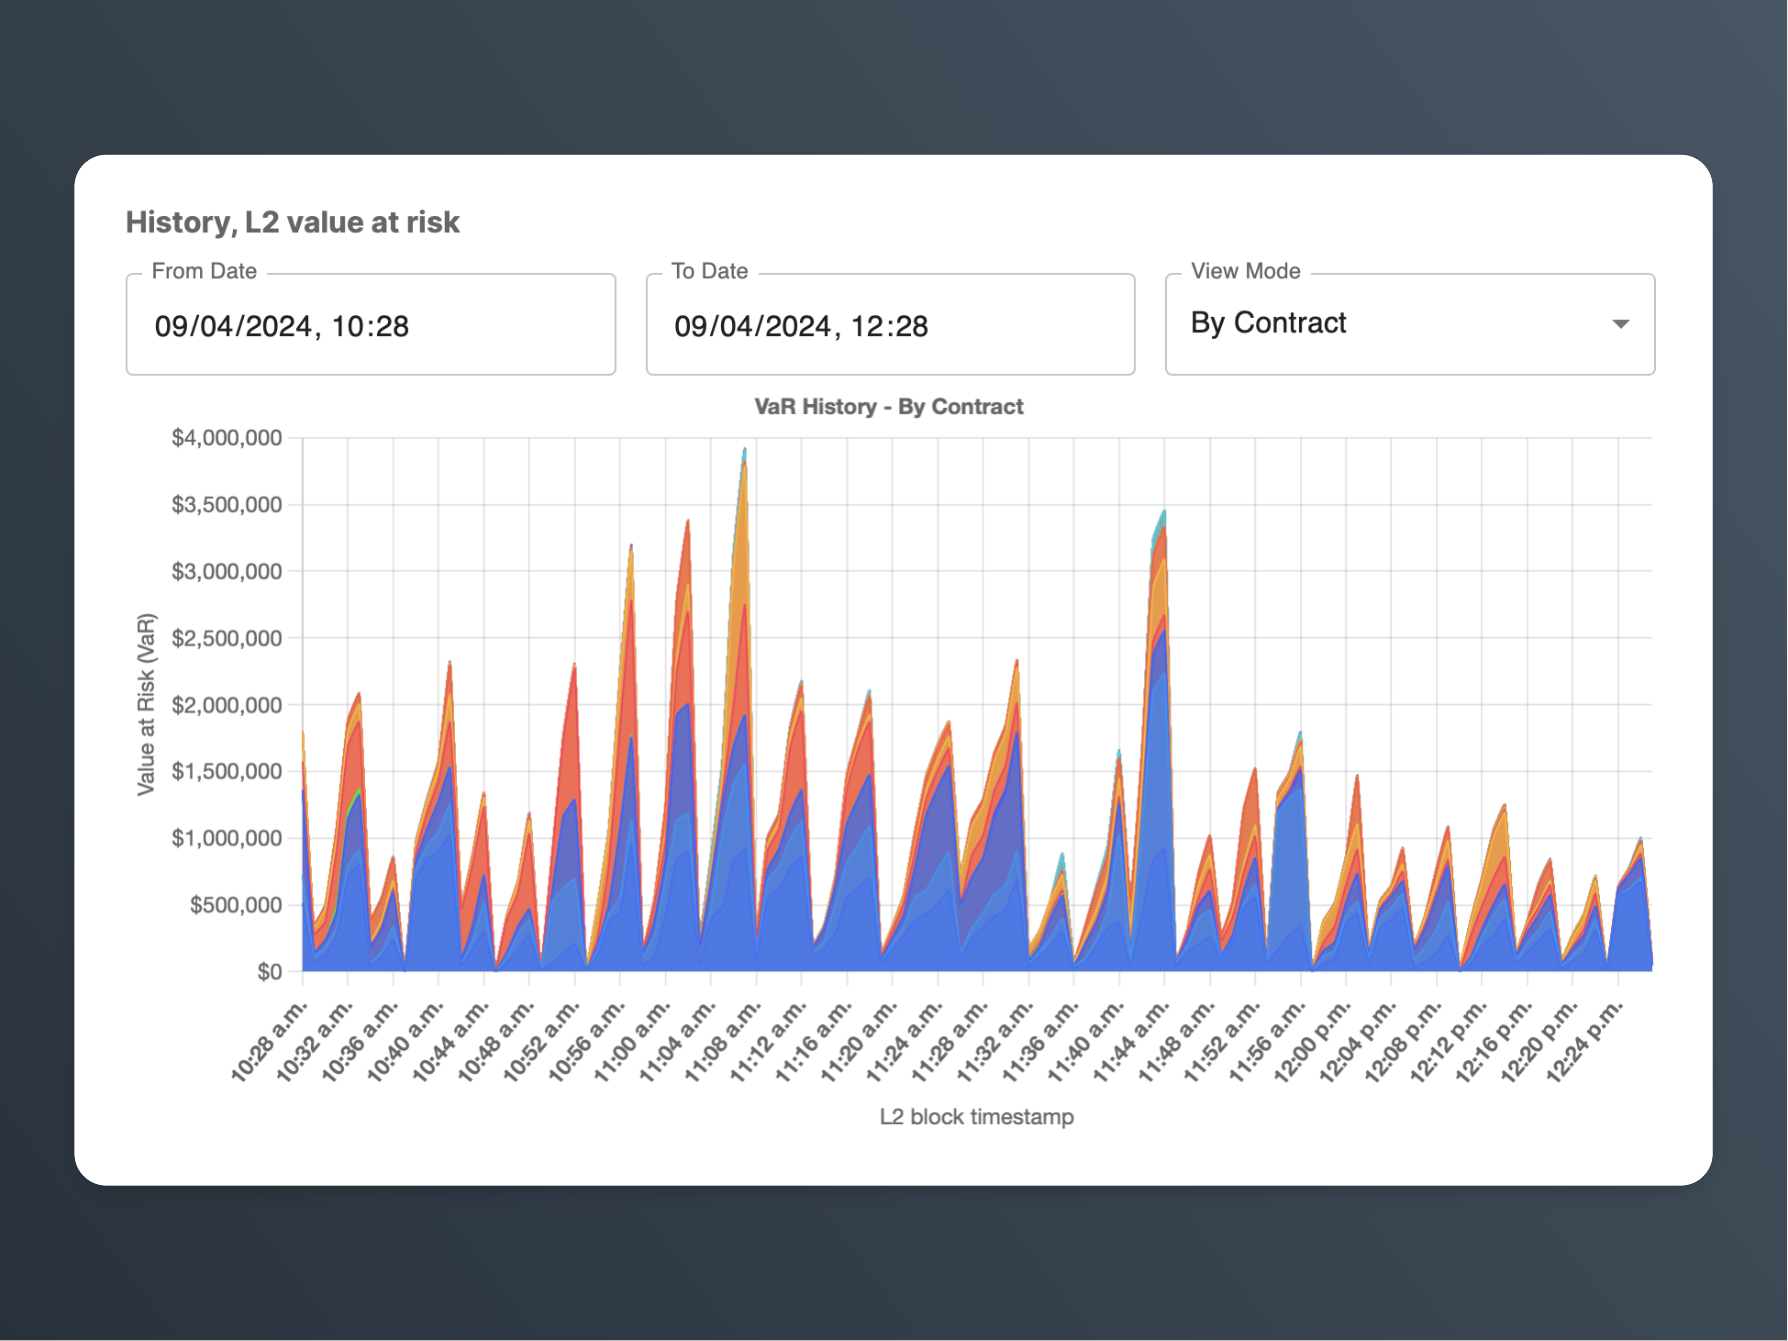 History, L2 value at risk
From Date
To Date
View Mode
09/04/2024, 10:28
09/04/2024, 12:28
By Contract
VaR History - By Contract
Value at Risk (VaR)
$4,000,000
$3,500,000
$3,000,000
$2,500,000
$2,000,000
$1,500,000
$1,000,000
$500,000
$0
10:28 a.m.
10:32 a.m.
10:36 a.m.
10:40 a.m.
10:44 a.m.
10:48 a.m.
10:52 a.m.
10:56 a.m.
11:00 a.m.
11:04 a.m.
11:08 a.m.
11:12 a.m.
11:16 a.m.
11:20 a.m.
11:24 a.m.
11:28 a.m.
11:32 a.m.
11:36 a.m.
11:40 a.m.
11:44 a.m.
11:48 a.m.
11:52 a.m.
11:56 a.m.
12:00 p.m.
12:04 p.m.
12:08 p.m.
12:12 p.m.
12:16 p.m.
12:20 p.m.
12:24 p.m.
L2 block timestamp